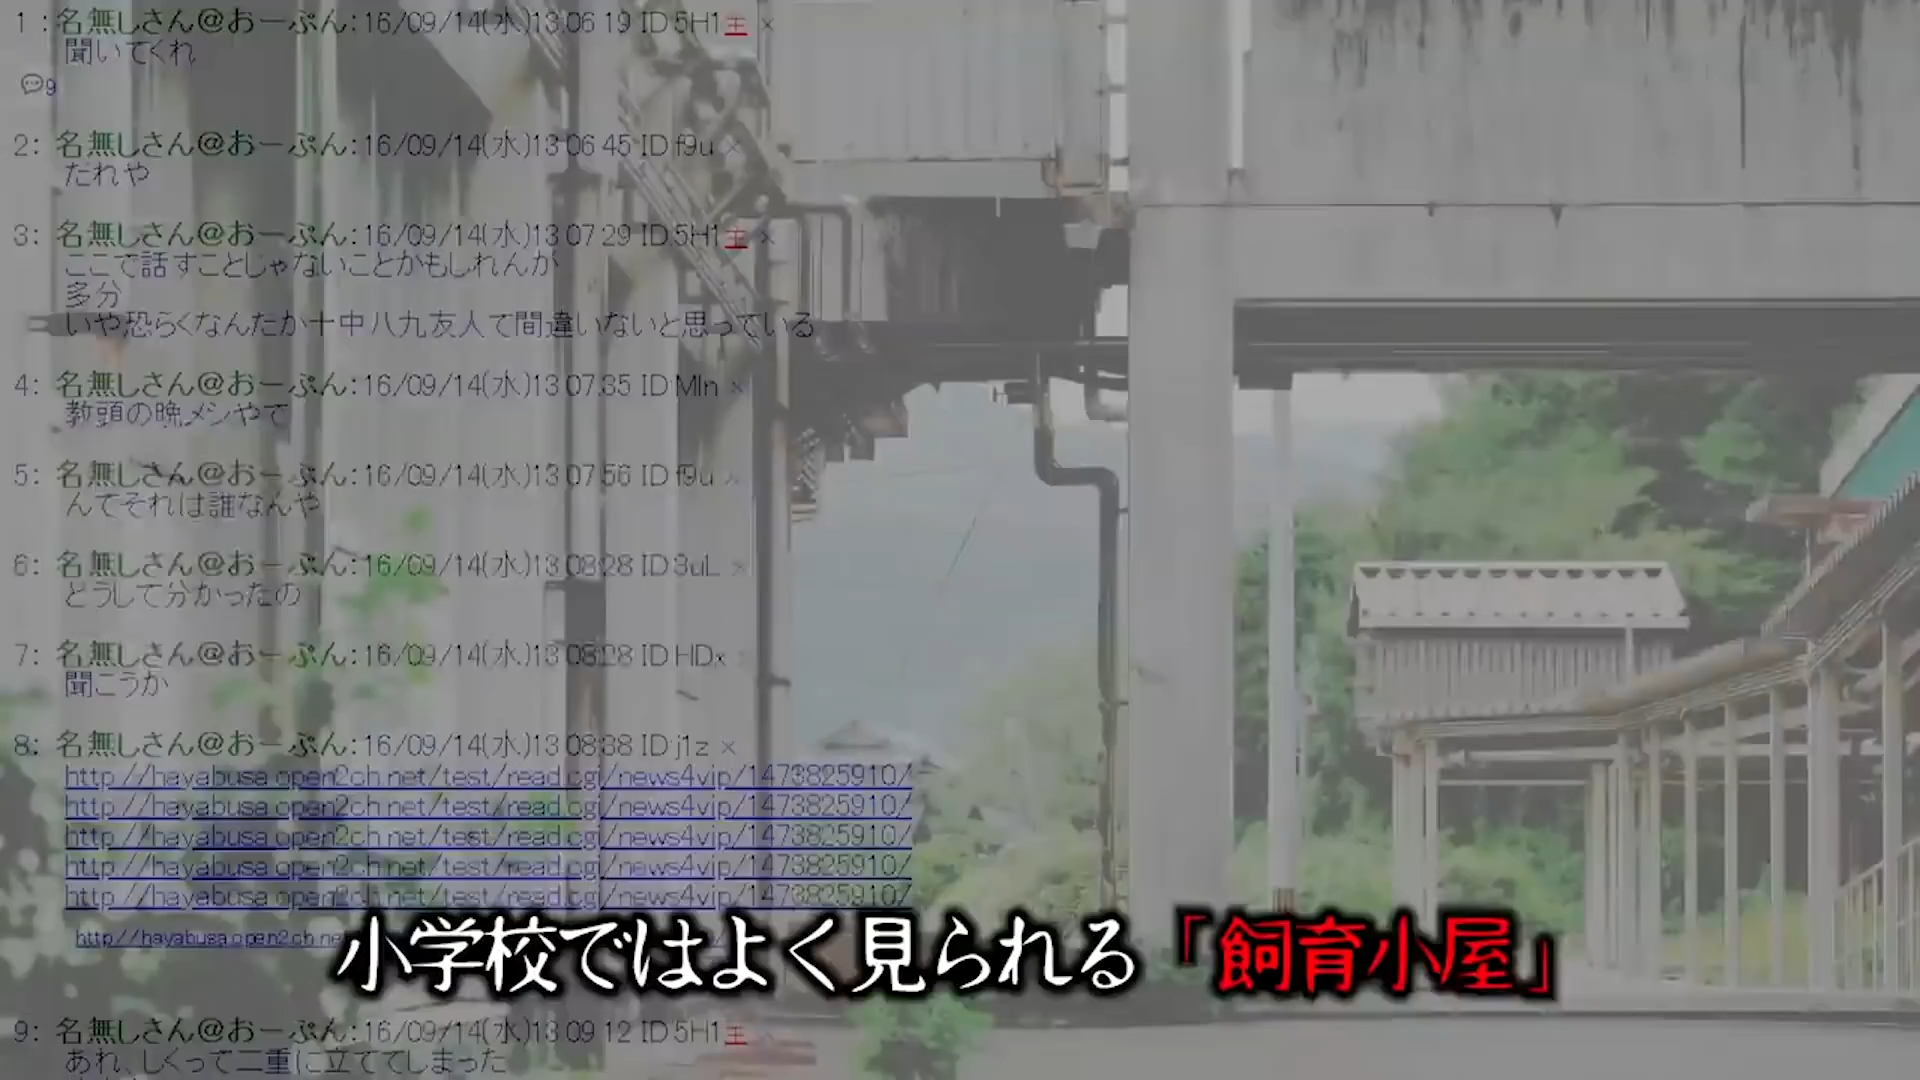 1 : 名無しさん＠おーぷん:16/09/14(水)13:06:19 ID:5H1主 ×
聞いてくれ
9
2: 名無しさん＠おーぷん:16/09/14(水)13:06:45 ID:f9u ×
だれや
3: 名無しさん＠おーぷん:16/09/14(水)13:07:29 ID:5H1主 ×
ここで話すことじゃないことかもしれんが
多分
いや恐らくなんだか十中八九友人で間違いないと思っている
4: 名無しさん＠おーぷん:16/09/14(水)13:07:35 ID:MIn ×
教頭の晩メシやで
5: 名無しさん＠おーぷん:16/09/14(水)13:07:56 ID:f9u ×
んでそれは誰なんや
6: 名無しさん＠おーぷん:16/09/14(水)13:08:28 ID:3uL ×
どうして分かったの
7: 名無しさん＠おーぷん:16/09/14(水)13:08:28 ID:HDx ×
聞こうか
8: 名無しさん＠おーぷん:16/09/14(水)13:08:38 ID:j1z ×
http://hayabusa.open2ch.net/test/read.cgi/news4vip/1473825910/
http://hayabusa.open2ch.net/test/read.cgi/news4vip/1473825910/
http://hayabusa.open2ch.net/test/read.cgi/news4vip/1473825910/
http://hayabusa.open2ch.net/test/read.cgi/news4vip/1473825910/
http://hayabusa.open2ch.net/test/read.cgi/news4vip/1473825910/
http://hayabusa.open2ch.ne
小学校ではよく見られる「飼育小屋」
9: 名無しさん＠おーぷん:16/09/14(水)13:09:12 ID:5H1主 ×
あれ、しくって二重に立ててしまった